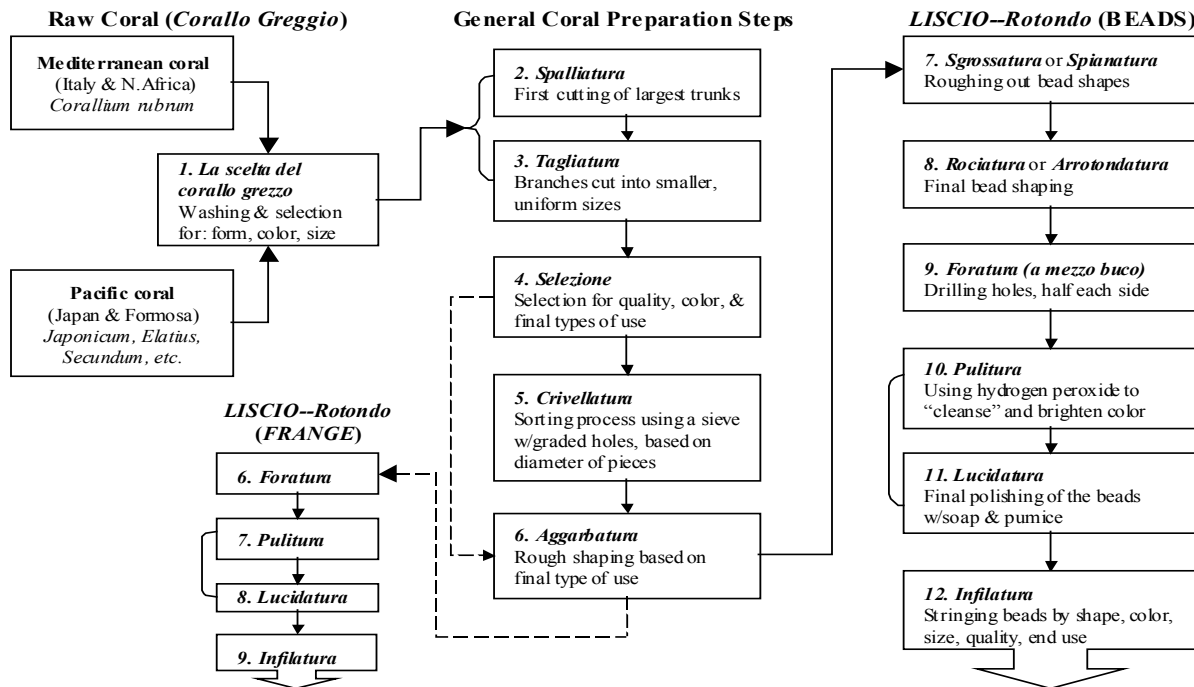 Raw Coral (Corallo Greggio)
Mediterranean coral
(Italy & N.Africa)
Corallium rubrum
1. La scelta del
corallo grezzo
Washing & selection
for: form, color, size
Pacific coral
(Japan & Formosa)
Japonicum, Elatius,
Secundum, etc.
General Coral Preparation Steps
2. Spalliatura
First cutting of largest trunks
3. Tagliatura
Branches cut into smaller,
uniform sizes
4. Selezione
Selection for quality, color, &
final types of use
5. Crivellatura
Sorting process using a sieve
w/graded holes, based on
diameter of pieces
6. Aggarbatura
Rough shaping based on
final type of use
LISCIO--Rotondo
(FRANGE)
6. Foratura
7. Pulitura
8. Lucidatura
9. Infilatura
LISCIO--Rotondo (BEADS)
7. Sgrossatura or Spianatura
Roughing out bead shapes
8. Rociatura or Arrotondatura
Final bead shaping
9. Foratura (a mezzo buco)
Drilling holes, half each side
10. Pulitura
Using hydrogen peroxide to
“cleanse” and brighten color
11. Lucidatura
Final polishing of the beads
w/soap & pumice
12. Infilatura
Stringing beads by shape, color,
size, quality, end use